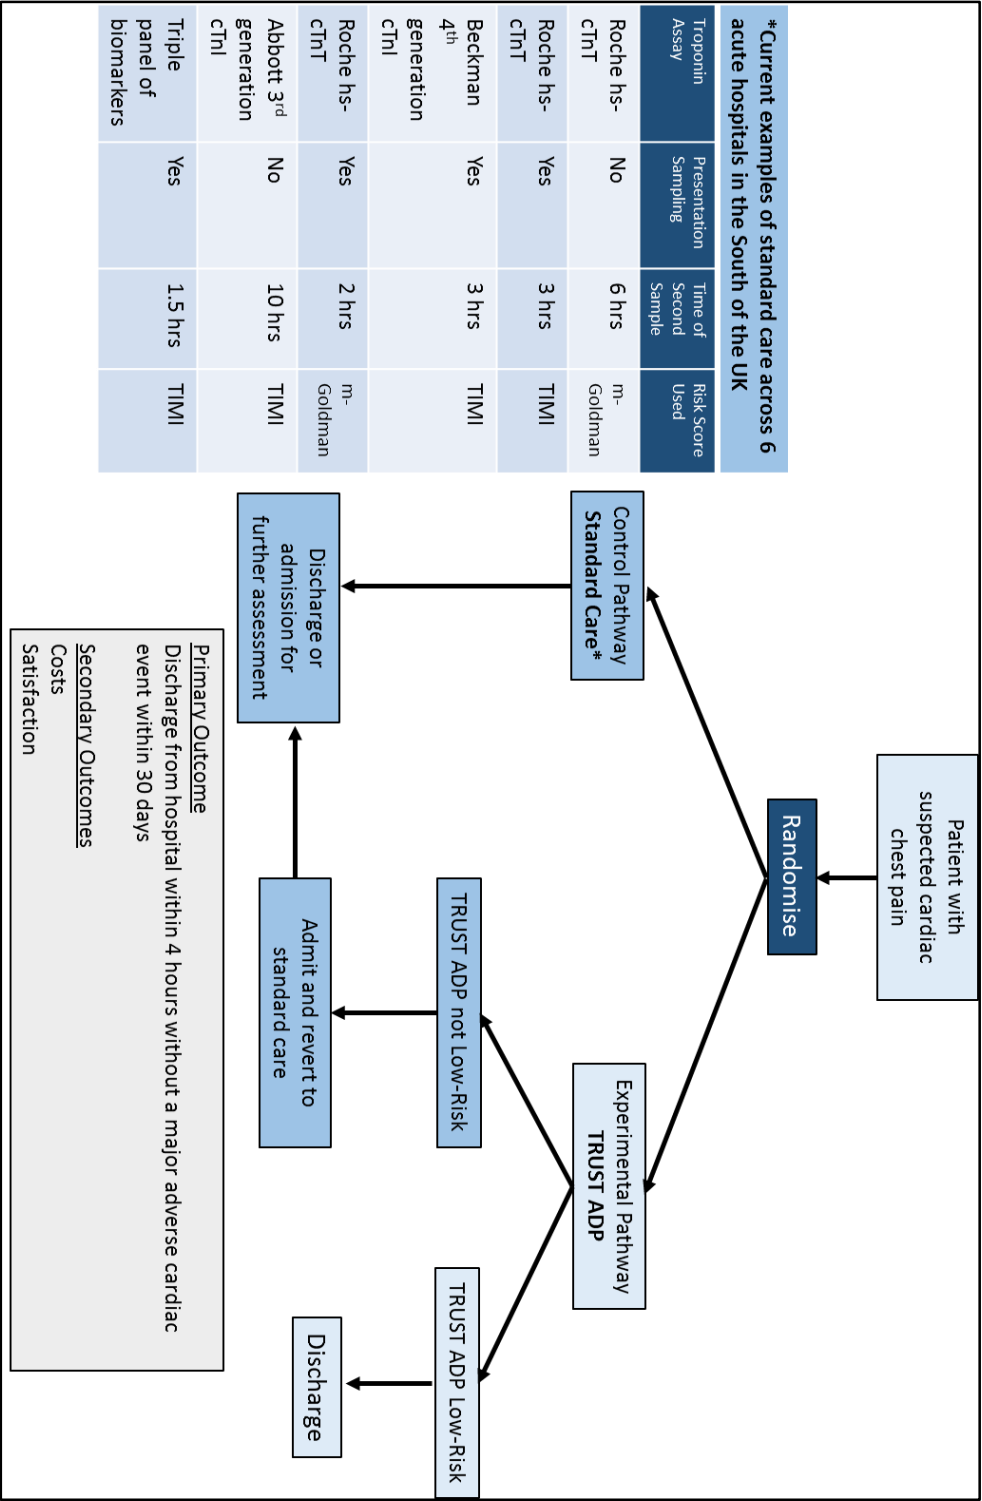 Patient with
suspected cardiac
chest pain
Randomise
Control Pathway
Standard Care*
Experimental Pathway
TRUST ADP
TRUST ADP not Low-Risk
TRUST ADP Low-Risk
Discharge or
admission for
further assessment
Admit and revert to
standard care
Discharge
*Current examples of standard care across 6
acute hospitals in the South of the UK
Troponin
Assay
Presentation
Sampling
Time of
Second
Sample
Risk Score
Used
Roche hs-
cTnT
No
6 hrs
m-
Goldman
Roche hs-
cTnT
Yes
3 hrs
TIMI
Beckman
4th
generation
cTnI
Yes
3 hrs
TIMI
Roche hs-
cTnT
Yes
2 hrs
m-
Goldman
Abbott 3rd
generation
cTnI
No
10 hrs
TIMI
Triple
panel of
biomarkers
Yes
1.5 hrs
TIMI
Primary Outcome
Discharge from hospital within 4 hours without a major adverse cardiac
event within 30 days
Secondary Outcomes
Costs
Satisfaction